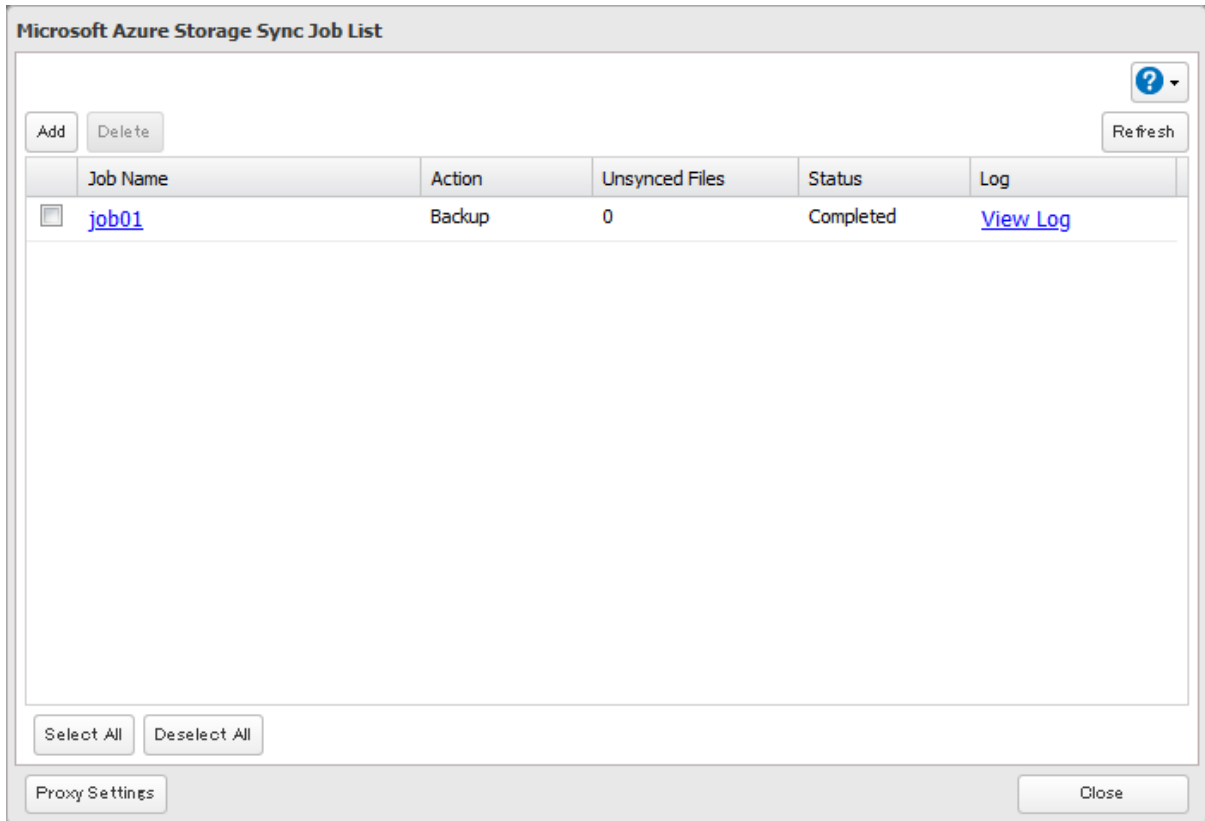 Microsoft Azure Storage Sync Job List
?
Add Delete Refresh
Job Name Action Unsynced Files Status Log
job01 Backup 0 Completed View Log
Select All Deselect All
Proxy Settings Close